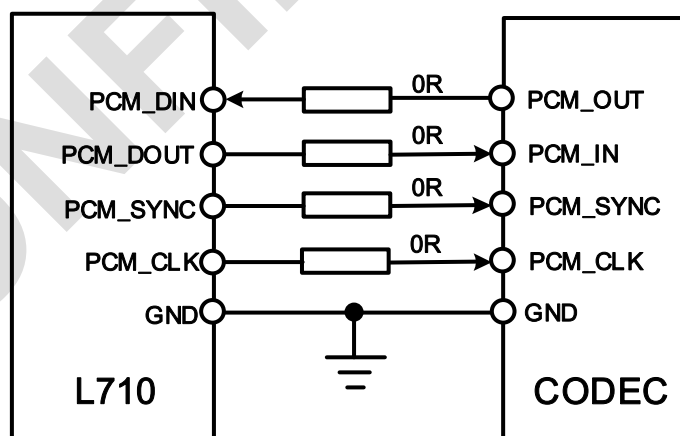 0R
PCM_DIN PCM_OUT
0R
PCM_DOUT PCM_IN
0R
PCM_SYNC PCM_SYNC
0R
PCM_CLK PCM_CLK
GND GND
L710 CODEC